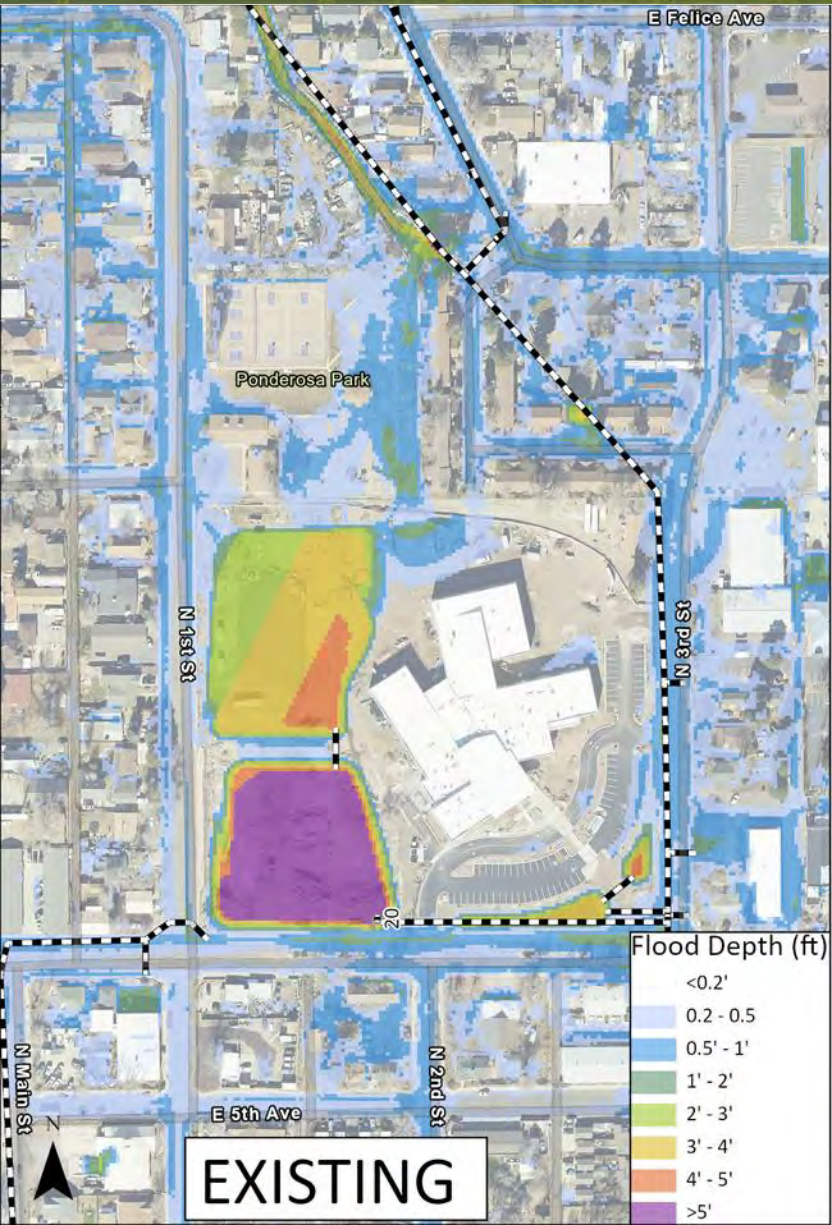 E Felice Ave
Ponderosa Park
N 1st St
N 3rd St
20
Flood Depth (ft)
<0.2'
0.2 - 0.5
0.5' - 1'
1' - 2'
2' - 3'
3' - 4'
4' - 5'
>5'
N Main St
N 2nd St
E 5th Ave
N
EXISTING